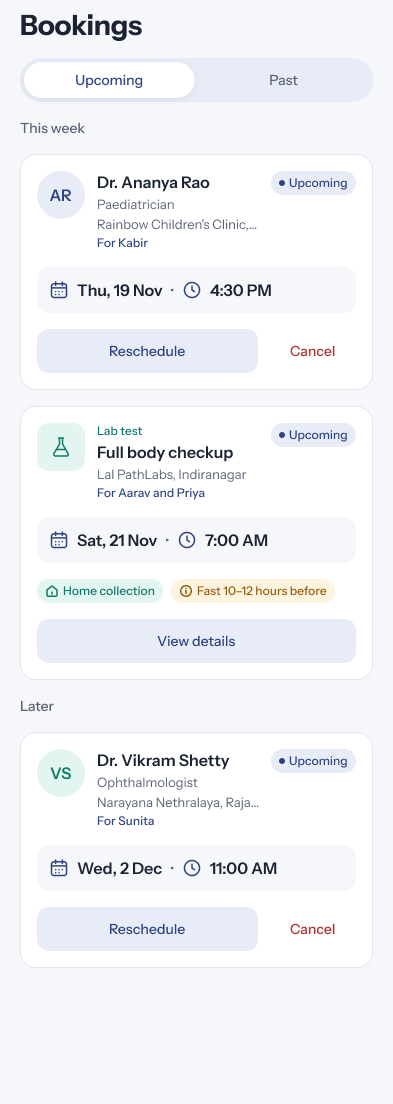 Bookings
Upcoming
Past
This week
AR
Dr. Ananya Rao
Upcoming
Paediatrician
Rainbow Children's Clinic,...
For Kabir
Thu, 19 Nov · 4:30 PM
Reschedule
Cancel
Lab test
Upcoming
Full body checkup
Lal PathLabs, Indiranagar
For Aarav and Priya
Sat, 21 Nov · 7:00 AM
Home collection
Fast 10–12 hours before
View details
Later
VS
Dr. Vikram Shetty
Upcoming
Ophthalmologist
Narayana Nethralaya, Raja...
For Sunita
Wed, 2 Dec · 11:00 AM
Reschedule
Cancel